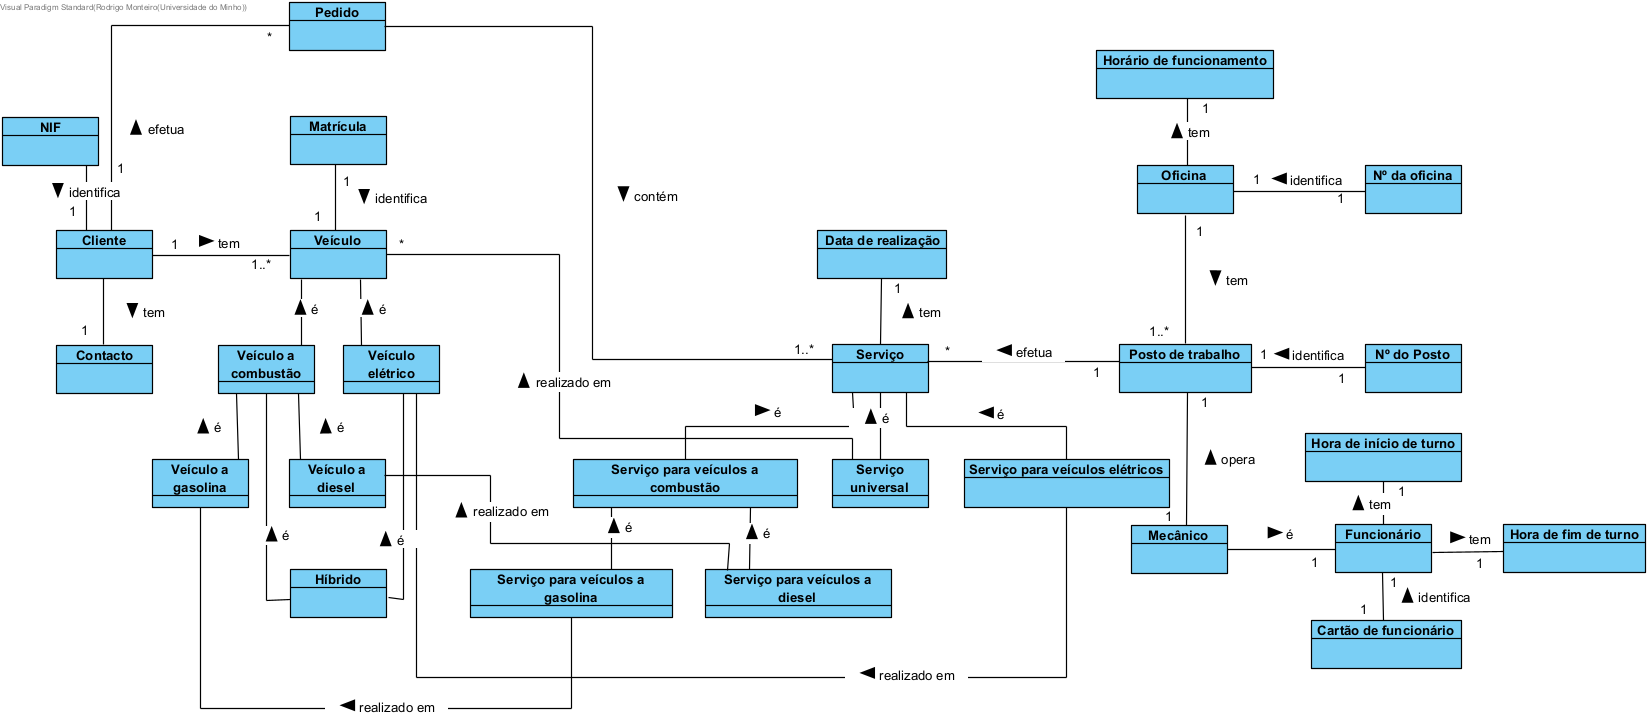 Visual Paradigm Standard(Rodrigo Monteiro(Universidade do Minho))
Pedido
*
Horário de funcionamento
1
NIF
efetua
Matrícula
tem
1
1
Oficina
Nº da oficina
1
identifica
1
identifica
identifica
1
contém
1
1
1
Cliente
1
tem
Veículo
*
Data de realização
1..*
1
tem
tem
é
é
1
tem
1
1..*
Contacto
Veículo a
combustão
Veículo
elétrico
1..*
Serviço
*
efetua
Posto de trabalho
1
identifica
Nº do Posto
1
1
realizado em
1
é
é
é
é
é
Hora de início de turno
opera
1
Veículo a
gasolina
Veículo a
diesel
Serviço para veículos a
combustão
Serviço
universal
Serviço para veículos elétricos
realizado em
tem
1
é
é
é
é
Mecânico
é
1
Funcionário
tem
1
Hora de fim de turno
Híbrido
Serviço para veículos a
gasolina
Serviço para veículos a
diesel
1
identifica
1
Cartão de funcionário
realizado em
realizado em